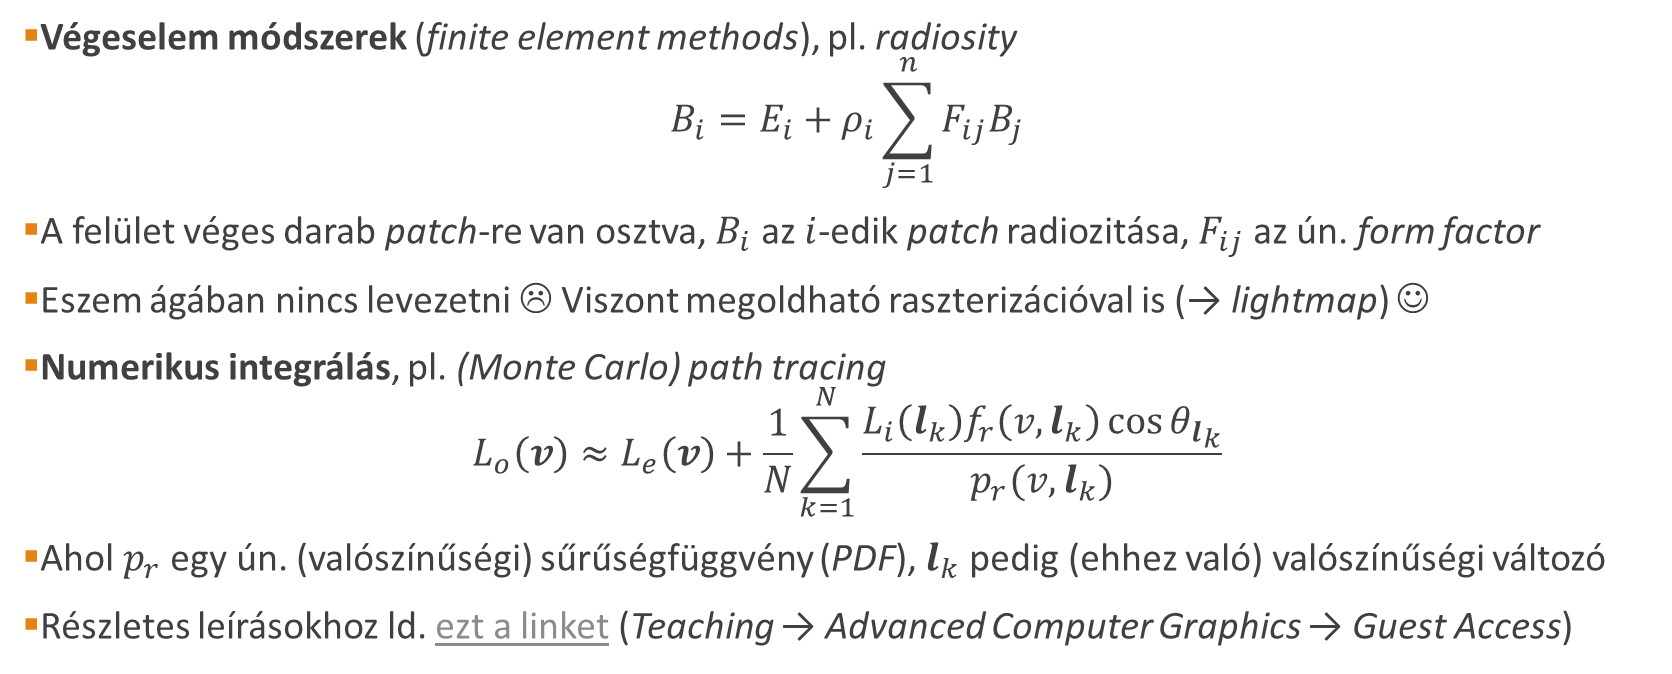 ▪Végeselem módszerek (finite element methods), pl. radiosity
B_i = E_i + ρ_i \sum_{j=1}^{n} F_{ij} B_j
▪A felület véges darab patch-re van osztva, B_i az i-edik patch radiozitása, F_{ij} az ún. form factor
▪Eszem ágában nincs levezetni ☹ Viszont megoldható raszterizációval is (→ lightmap) ☺
▪Numerikus integrálás, pl. (Monte Carlo) path tracing
L_o(v) ≈ L_e(v) + \frac{1}{N} \sum_{k=1}^{N} \frac{L_i(l_k) f_r(v, l_k) \cos θ_{l_k}}{p_r(v, l_k)}
▪Ahol p_r egy ún. (valószínűségi) sűrűségfüggvény (PDF), l_k pedig (ehhez való) valószínűségi változó
▪Részletes leírásokhoz ld. ezt a linket (Teaching → Advanced Computer Graphics → Guest Access)